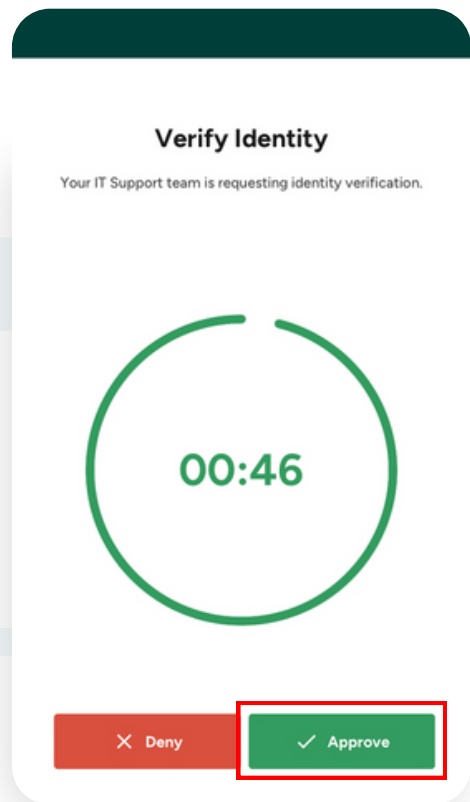 Verify Identity
Your IT Support team is requesting identity verification.
00:46
Deny
Approve